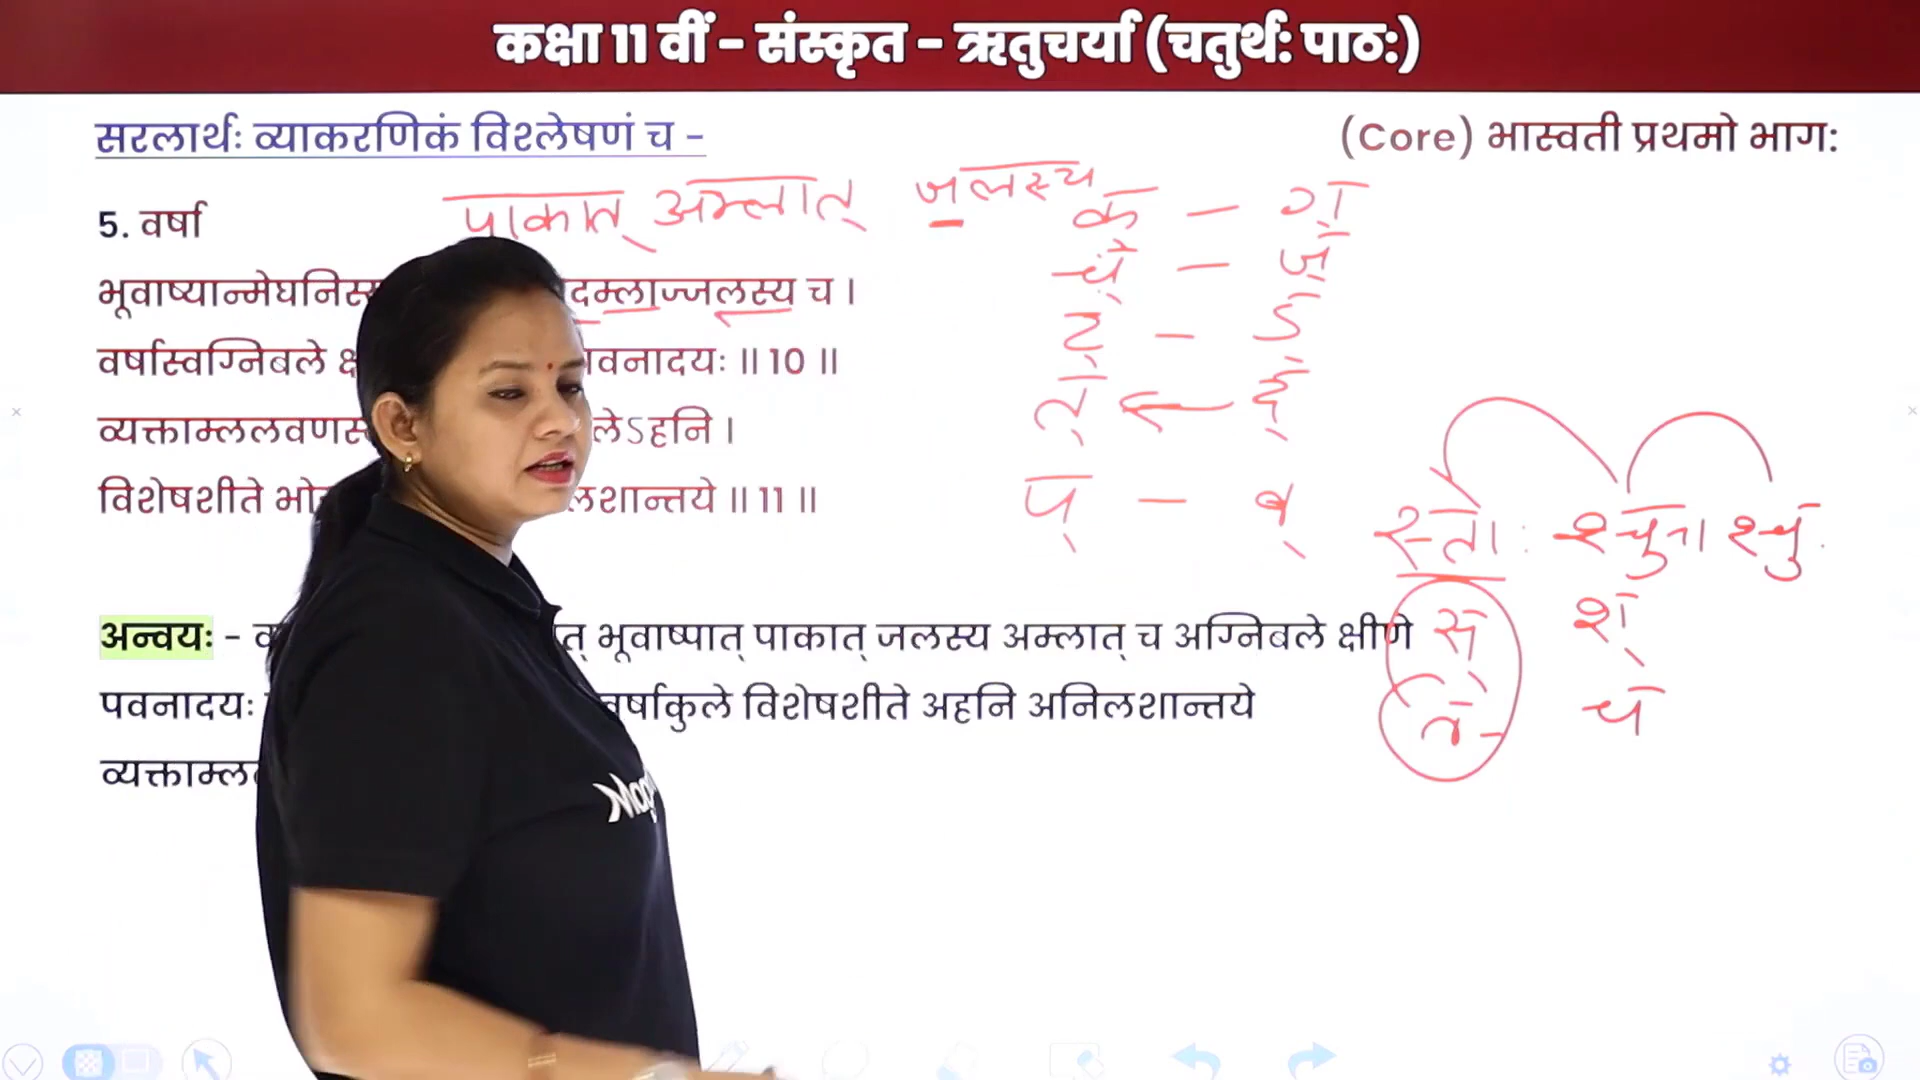 कक्षा 11 वीं - संस्कृत - ऋतुचर्या (चतुर्थः पाठः)
सरलार्थः व्याकरणिकं विश्लेषणं च -
(Core) भास्वती प्रथमो भागः
पाकात् अम्लात् जलस्य
5. वर्षा
क् - ग्
च् - ज्
भूवाष्यान्मेघनिस्य दम्लाज्जलस्य च ।
ट् - ड्
वर्षास्वग्निबले क्ष वनादयः ॥ 10 ॥
त् द्
व्यक्ताम्ललवणस् लेऽहनि ।
विशेषशीते भो लशान्तये ॥ 11 ॥
प् - ब्
स्तोः श्चुना श्चुः
अन्वयः - व त् भूवाष्पात् पाकात् जलस्य अम्लात् च अग्निबले क्षीणे
स् श्
पवनादयः वर्षाकुले विशेषशीते अहनि अनिलशान्तये
त - च
व्यक्ताम्ल